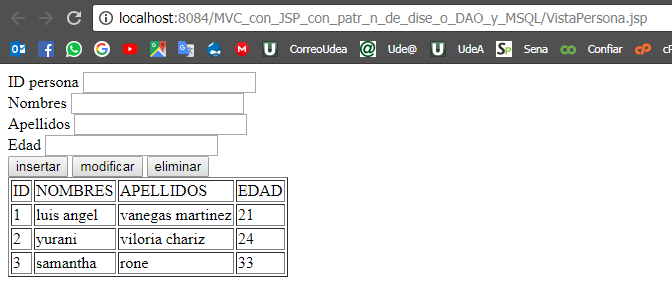 localhost:8084/MVC_con_JSP_con_patr_n_de_dise_o_DAO_y_MSQL/VistaPersona.jsp
CorreoUdea Ude@ UdeA Sena Confiar cP
ID persona
Nombres
Apellidos
Edad
insertar modificar eliminar
ID NOMBRES APELLIDOS EDAD
1 luis angel vanegas martinez 21
2 yurani viloria chariz 24
3 samantha rone 33